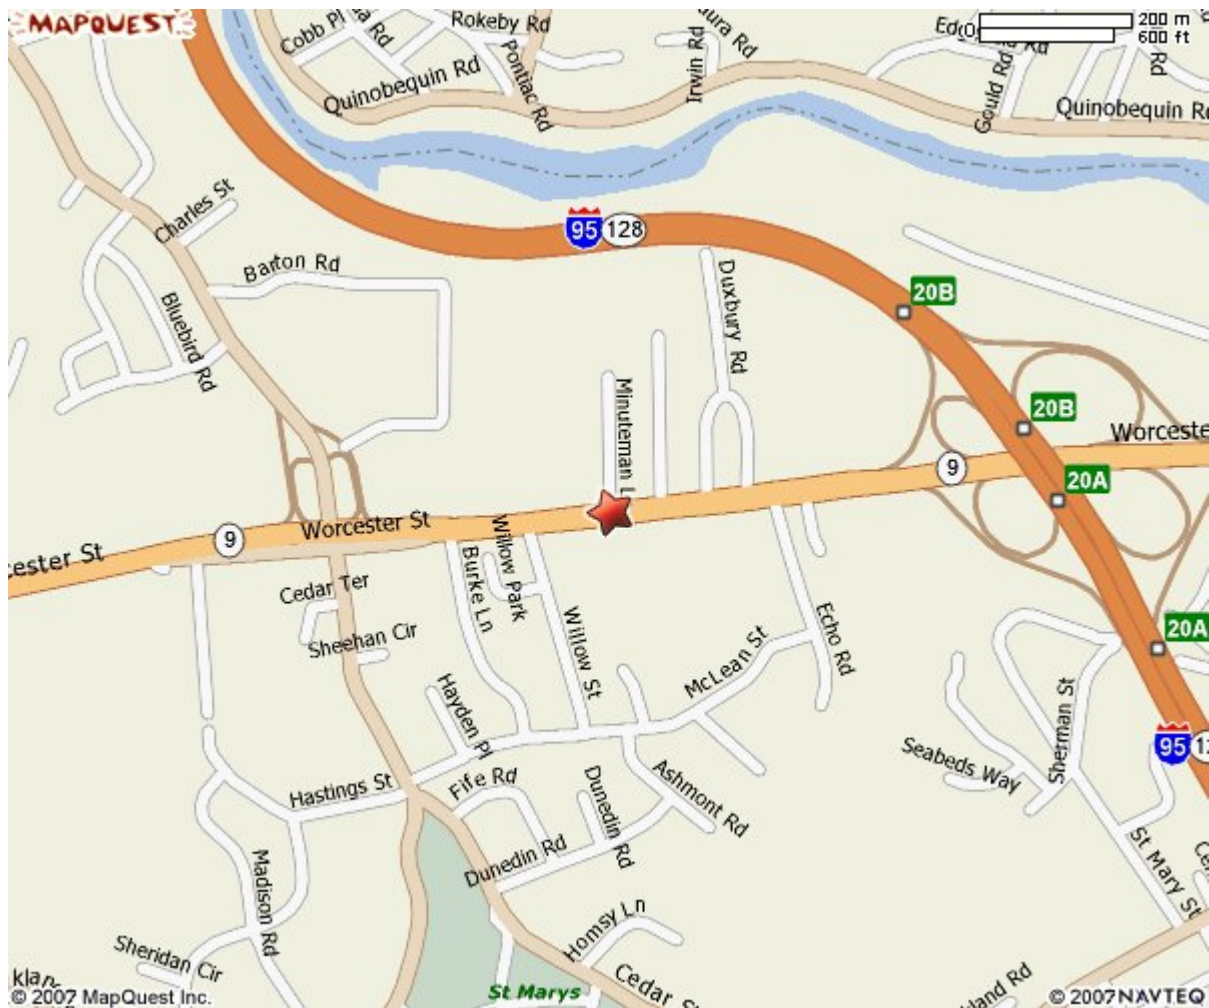 MAPQUEST
200 m
600 ft
Cobb Pl
Rokeby Rd
Pontiac Rd
Irwin Rd
Quinobequin Rd
Gould Rd
Rd
Quinobequin Rd
Charles St
95
128
Barton Rd
Bluebird Rd
Duxbury Rd
20B
Minuteman L
20B
Worceste
9
20A
Worcester St
9
cester St
Willow Park
Burke Ln
Cedar Ter
Sheehan Cir
Willow St
Echo Rd
McLean St
20A
Hayden Pl
Sherman St
95
Seabeds Way
Hastings St
Fife Rd
Dunedin Rd
Ashmont Rd
Dunedin Rd
St Mary St
Madison Rd
Homsy Ln
Sheridan Cir
Cedar St
St Marys
© 2007 MapQuest Inc.
© 2007 NAVTEQ